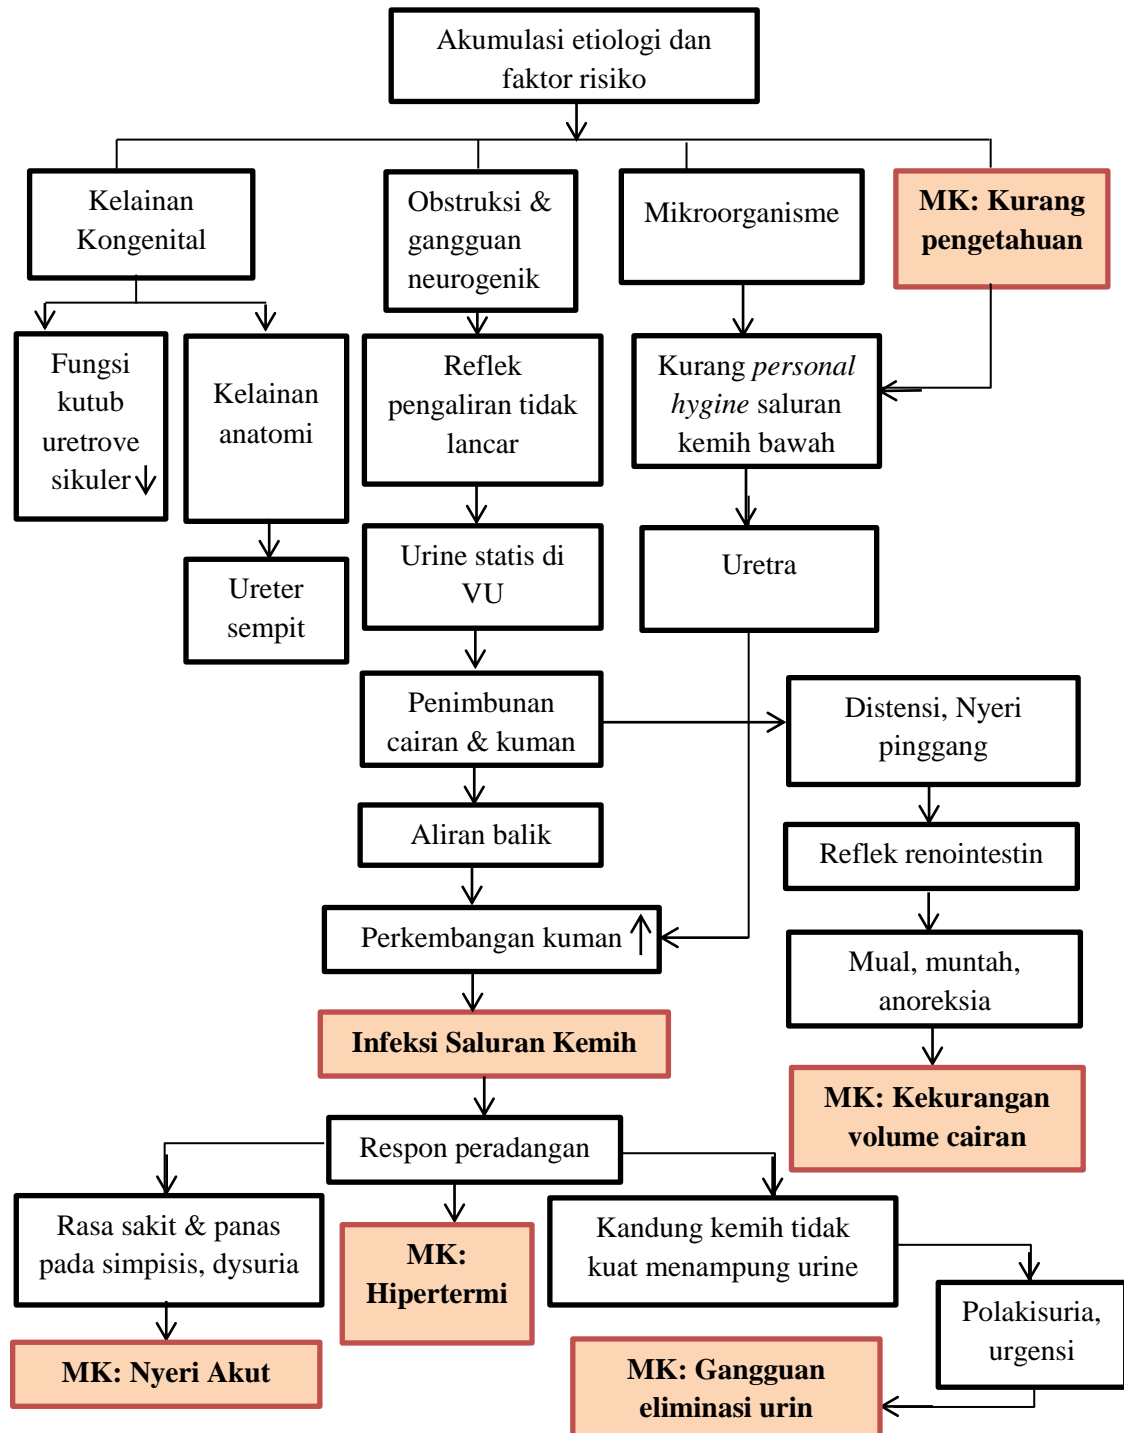 Akumulasi etiologi dan
faktor risiko
Kelainan
Kongenital
Obstruksi &
gangguan
neurogenik
Mikroorganisme
MK: Kurang
pengetahuan
Fungsi
kutub
uretrove
sikuler
Kelainan
anatomi
Reflek
pengaliran tidak
lancar
Kurang personal
hygine saluran
kemih bawah
Ureter
sempit
Urine statis di
VU
Uretra
Penimbunan
cairan & kuman
Distensi, Nyeri
pinggang
Aliran balik
Reflek renointestin
Perkembangan kuman
Mual, muntah,
anoreksia
Infeksi Saluran Kemih
MK: Kekurangan
volume cairan
Respon peradangan
Rasa sakit & panas
pada simpisis, dysuria
MK:
Hipertermi
Kandung kemih tidak
kuat menampung urine
Polakisuria,
urgensi
MK: Nyeri Akut
MK: Gangguan
eliminasi urin